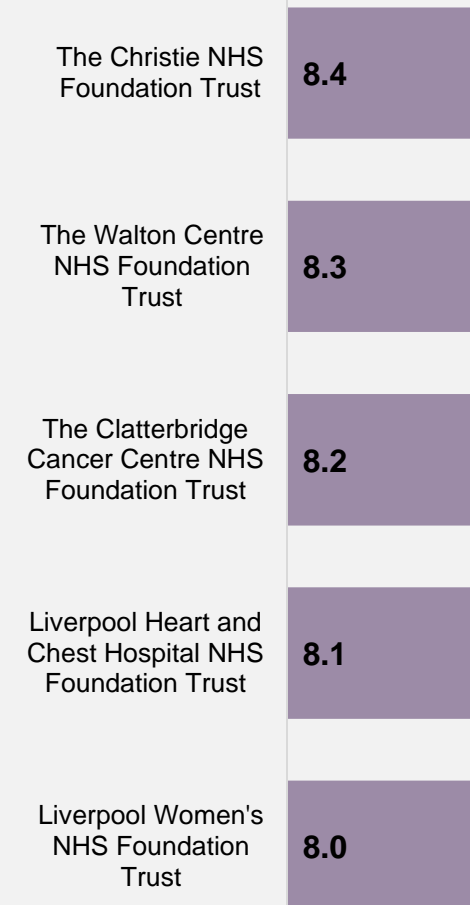 The Christie NHS
Foundation Trust
8.4
The Walton Centre
NHS Foundation
Trust
8.3
The Clatterbridge
Cancer Centre NHS
Foundation Trust
8.2
Liverpool Heart and
Chest Hospital NHS
Foundation Trust
8.1
Liverpool Women's
NHS Foundation
Trust
8.0